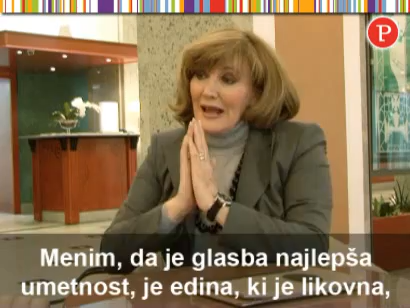 P
Menim, da je glasba najlepša
umetnost, je edina, ki je likovna,